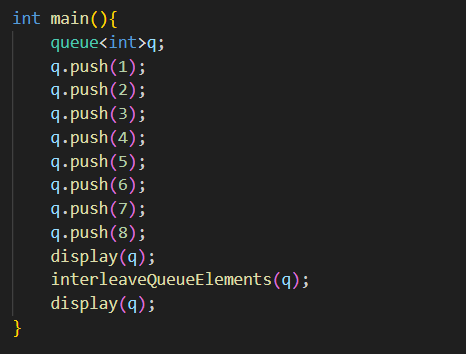 int main(){
    queue<int>q;
    q.push(1);
    q.push(2);
    q.push(3);
    q.push(4);
    q.push(5);
    q.push(6);
    q.push(7);
    q.push(8);
    display(q);
    interleaveQueueElements(q);
    display(q);
}